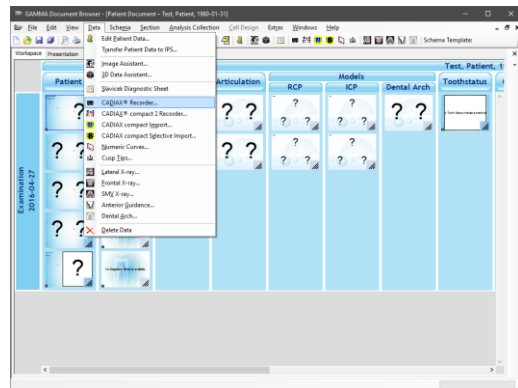 GAMMA Document Browser - [Patient Document - Test, Patient, 1980-01-31]
File Edit View Data Schema Section Analysis Collection Cell Design Extras Windows Help
Schema Template:
Workspace Presentation
Edit Patient Data...
Transfer Patient Data to IPS...
Image Assistant...
3D Data Assistant...
Slavicek Diagnostic Sheet
CADIAX® Recorder...
CADIAX® compact 2 Recorder...
CADIAX compact Import...
CADIAX compact Selective Import...
Numeric Curves...
Cusp Tips...
Lateral X-ray...
Frontal X-ray...
SMV X-ray...
Anterior Guidance...
Dental Arch...
Delete Data
Test, Patient, 1
Patient
Articulation
Models
RCP ICP Dental Arch
Toothstatus
Examination
2016-04-27
? ? ? ?
? ?
? ?
? ?
? ?
? ?
? ?
? ?
? ?
?